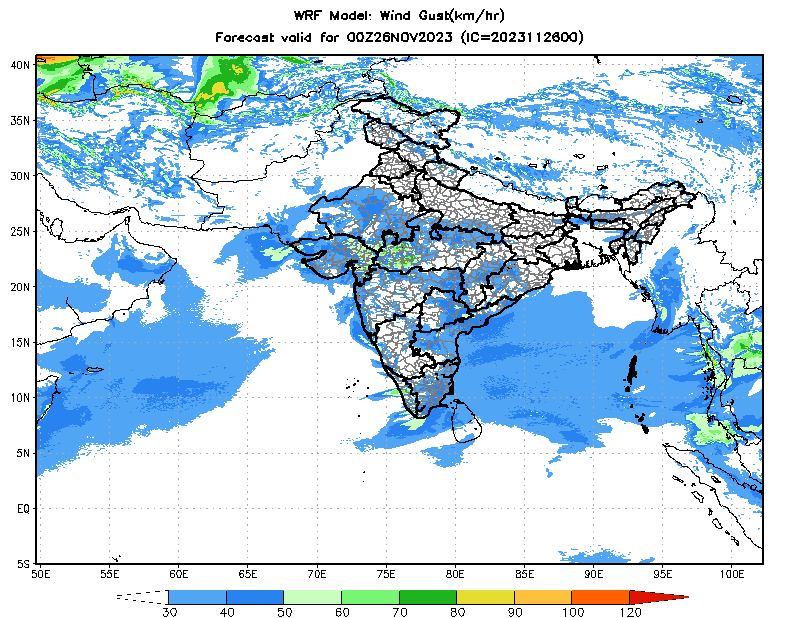 WRF Model: Wind Gust(km/hr)
Forecast valid for 00Z26NOV2023 (IC=2023112600)
40N
35N
30N
25N
20N
15N
10N
5N
EQ
5S
50E 55E 60E 65E 70E 75E 80E 85E 90E 95E 100E
30 40 50 60 70 80 90 100 120